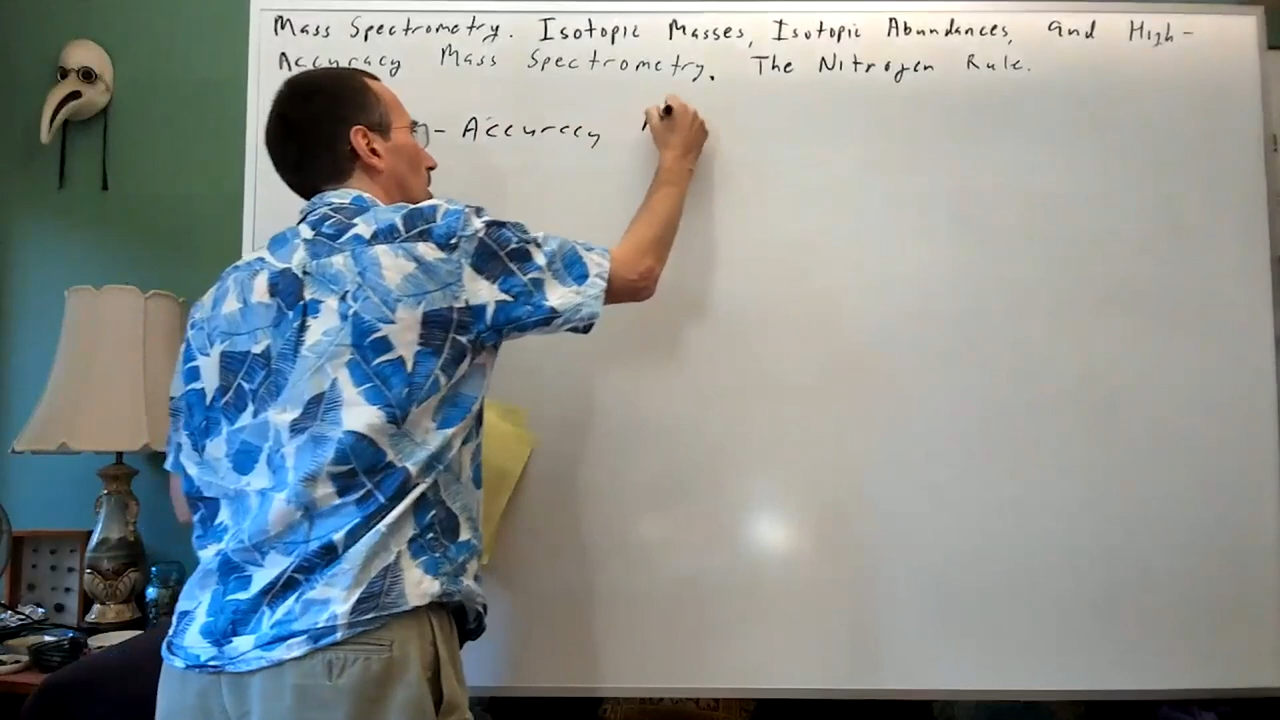 Mass Spectrometry. Isotopic Masses, Isotopic Abundances, and High-
Accuracy Mass Spectrometry. The Nitrogen Rule.
- Accuracy